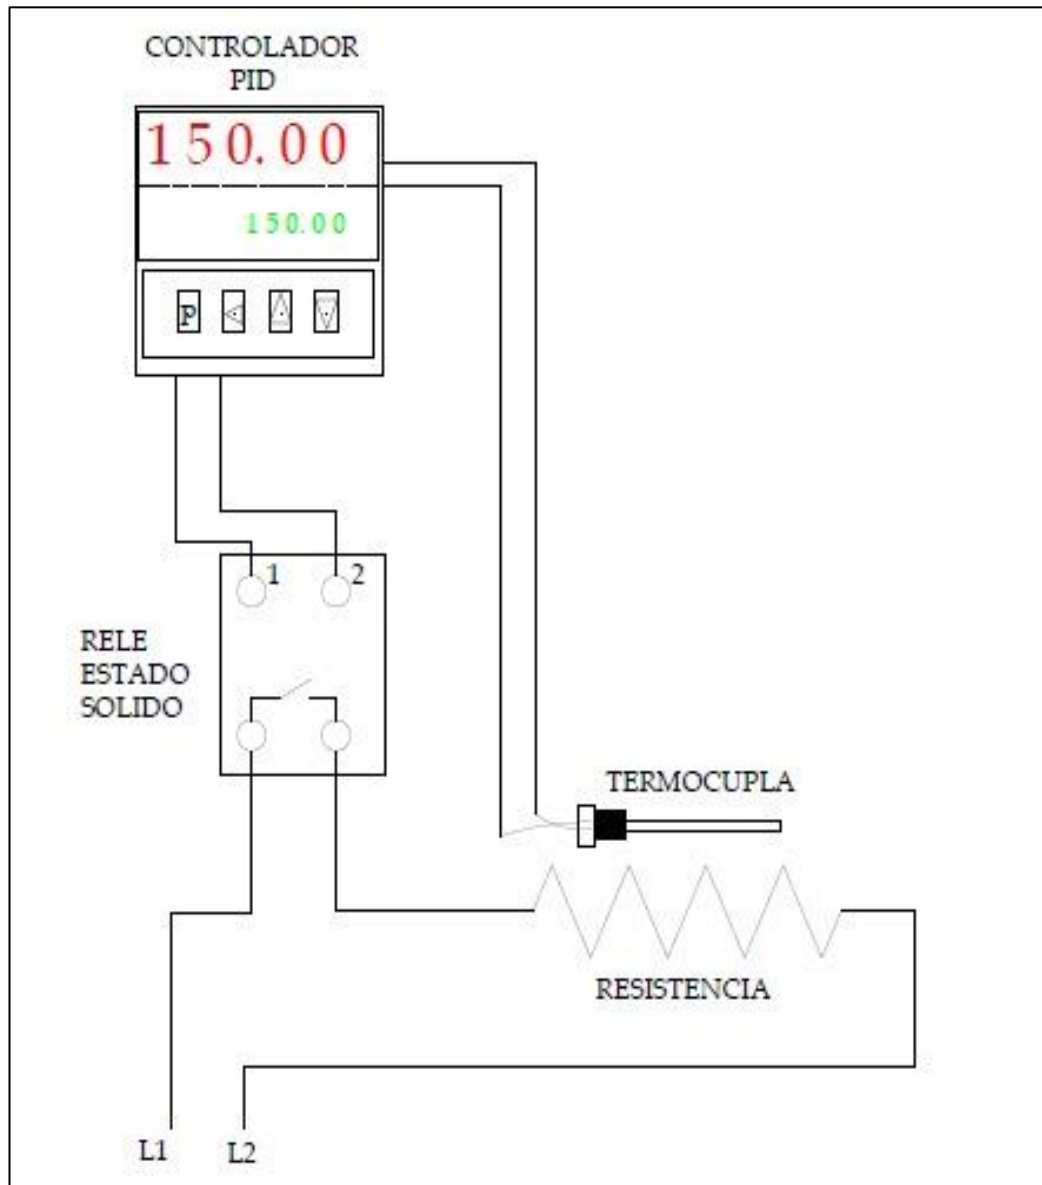 CONTROLADOR
PID
150.00
150.00
P
1 2
RELE
ESTADO
SOLIDO
TERMOCUPLA
RESISTENCIA
L1 L2